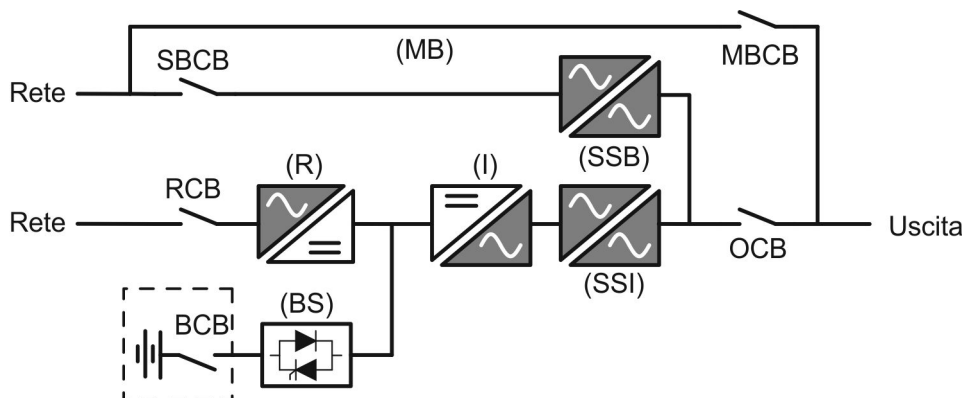 (MB)
MBCB
SBCB
Rete
(SSB)
(R)
(I)
RCB
Rete
Uscita
OCB
(SSI)
(BS)
BCB